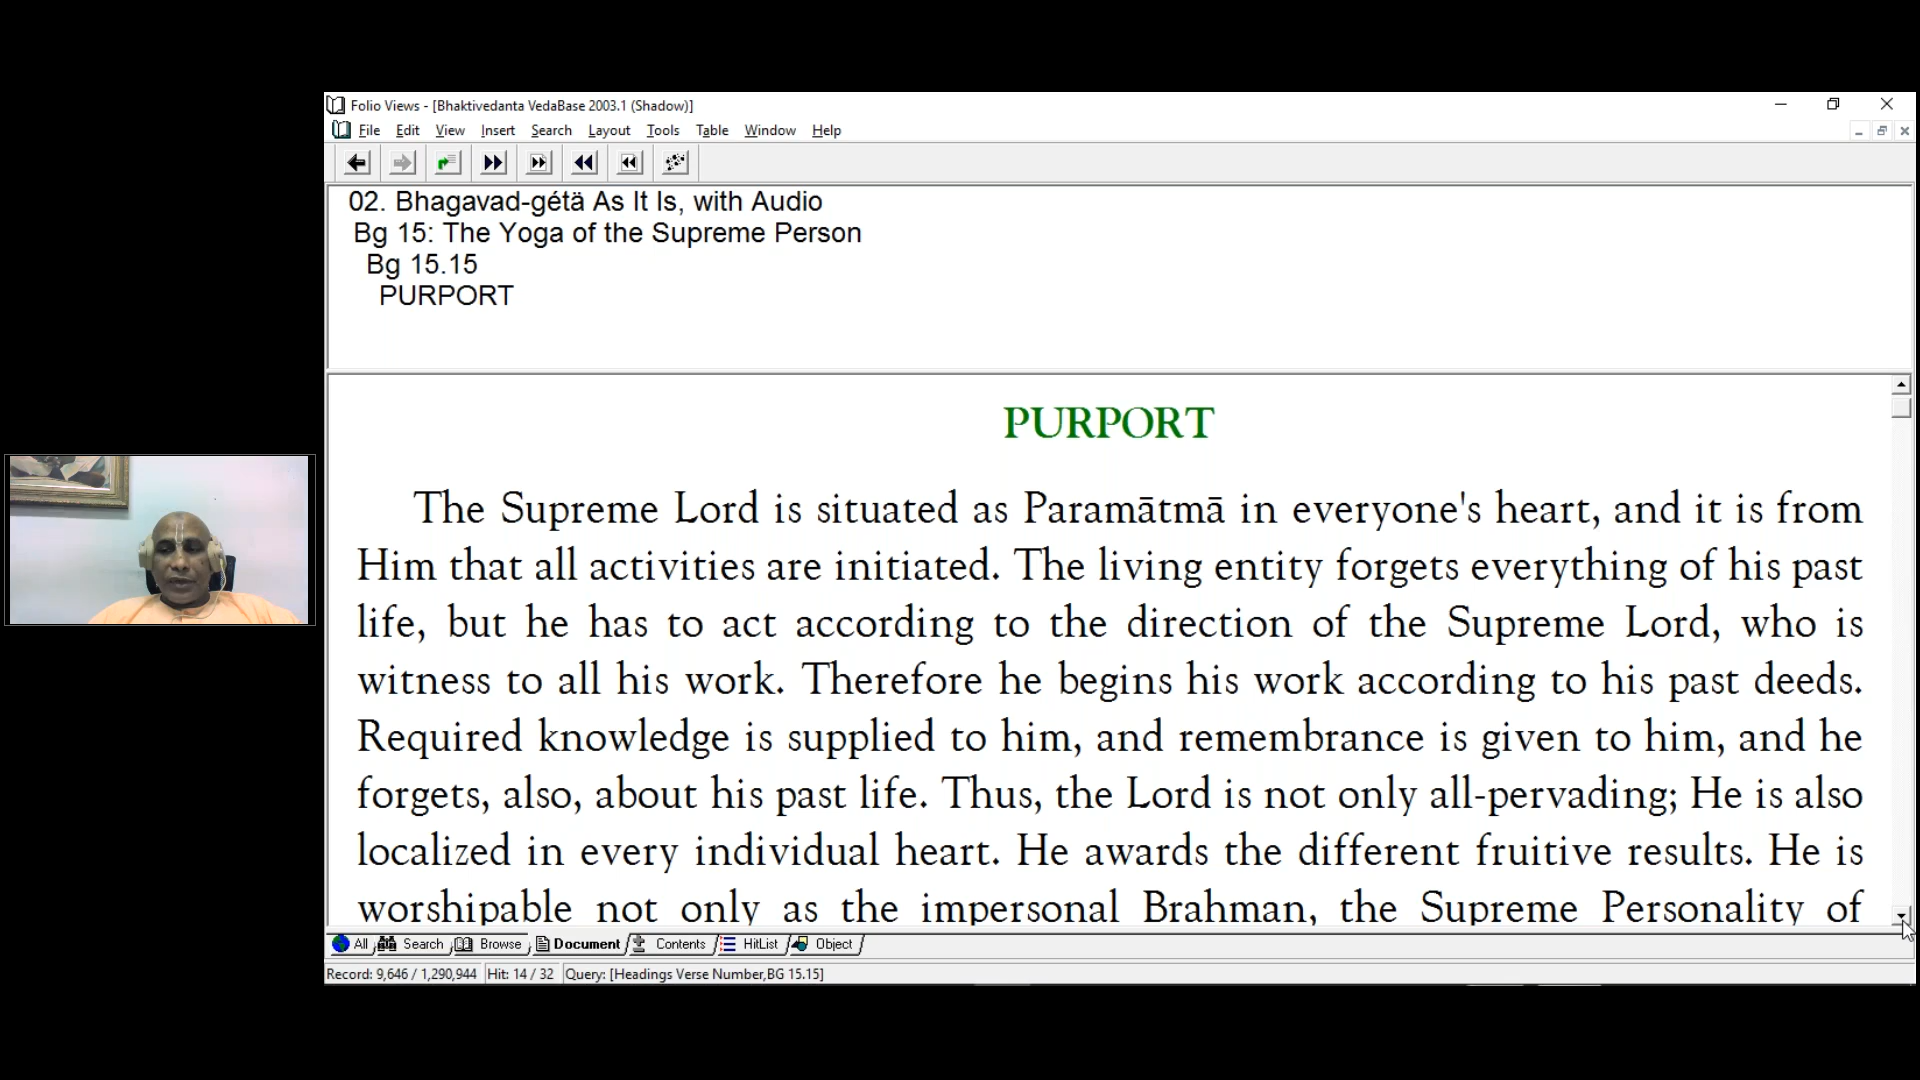 Folio Views - [Bhaktivedanta VedaBase 2003.1 (Shadow)]
File Edit View Insert Search Layout Tools Table Window Help
02. Bhagavad-gétä As It Is, with Audio
Bg 15: The Yoga of the Supreme Person
Bg 15.15
PURPORT
PURPORT
The Supreme Lord is situated as Paramātmā in everyone's heart, and it is from
Him that all activities are initiated. The living entity forgets everything of his past
life, but he has to act according to the direction of the Supreme Lord, who is
witness to all his work. Therefore he begins his work according to his past deeds.
Required knowledge is supplied to him, and remembrance is given to him, and he
forgets, also, about his past life. Thus, the Lord is not only all-pervading; He is also
localized in every individual heart. He awards the different fruitive results. He is
worshipable not only as the impersonal Brahman, the Supreme Personality of
All Search Browse Document Contents HitList Object
Record: 9,646 / 1,290,944 Hit: 14 / 32 Query: [Headings Verse Number,BG 15.15]